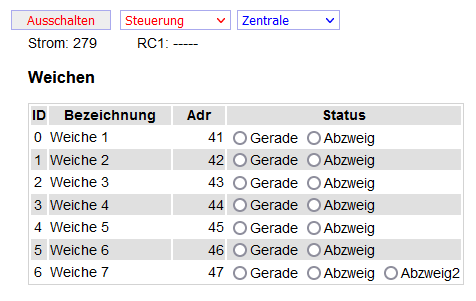 Ausschalten Steuerung Zentrale
Strom: 279 RC1: -----
Weichen
ID Bezeichnung Adr Status
0 Weiche 1 41 Gerade Abzweig
1 Weiche 2 42 Gerade Abzweig
2 Weiche 3 43 Gerade Abzweig
3 Weiche 4 44 Gerade Abzweig
4 Weiche 5 45 Gerade Abzweig
5 Weiche 6 46 Gerade Abzweig
6 Weiche 7 47 Gerade Abzweig Abzweig2